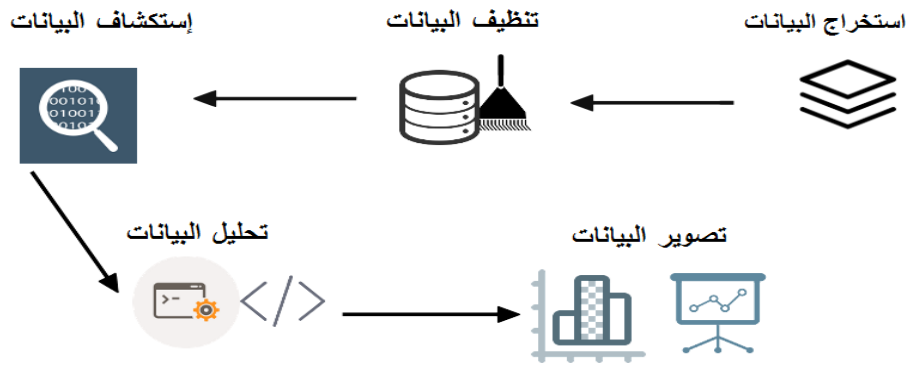 استخراج البيانات
تنظيف البيانات
إستكشاف البيانات
تحليل البيانات
تصوير البيانات